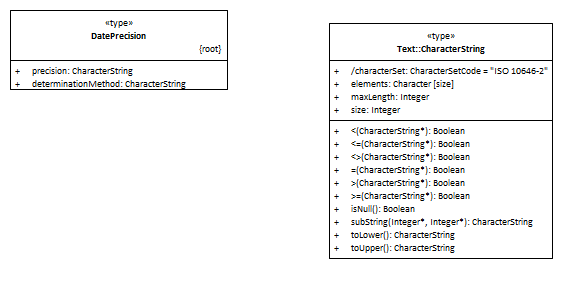 «type»
DatePrecision
{root}
+ precision: CharacterString
+ determinationMethod: CharacterString
«type»
Text::CharacterString
+ /characterSet: CharacterSetCode = "ISO 10646-2"
+ elements: Character [size]
+ maxLength: Integer
+ size: Integer
+ <(CharacterString*): Boolean
+ <=(CharacterString*): Boolean
+ <>(CharacterString*): Boolean
+ =(CharacterString*): Boolean
+ >(CharacterString*): Boolean
+ >=(CharacterString*): Boolean
+ isNull(): Boolean
+ subString(Integer*, Integer*): CharacterString
+ toLower(): CharacterString
+ toUpper(): CharacterString